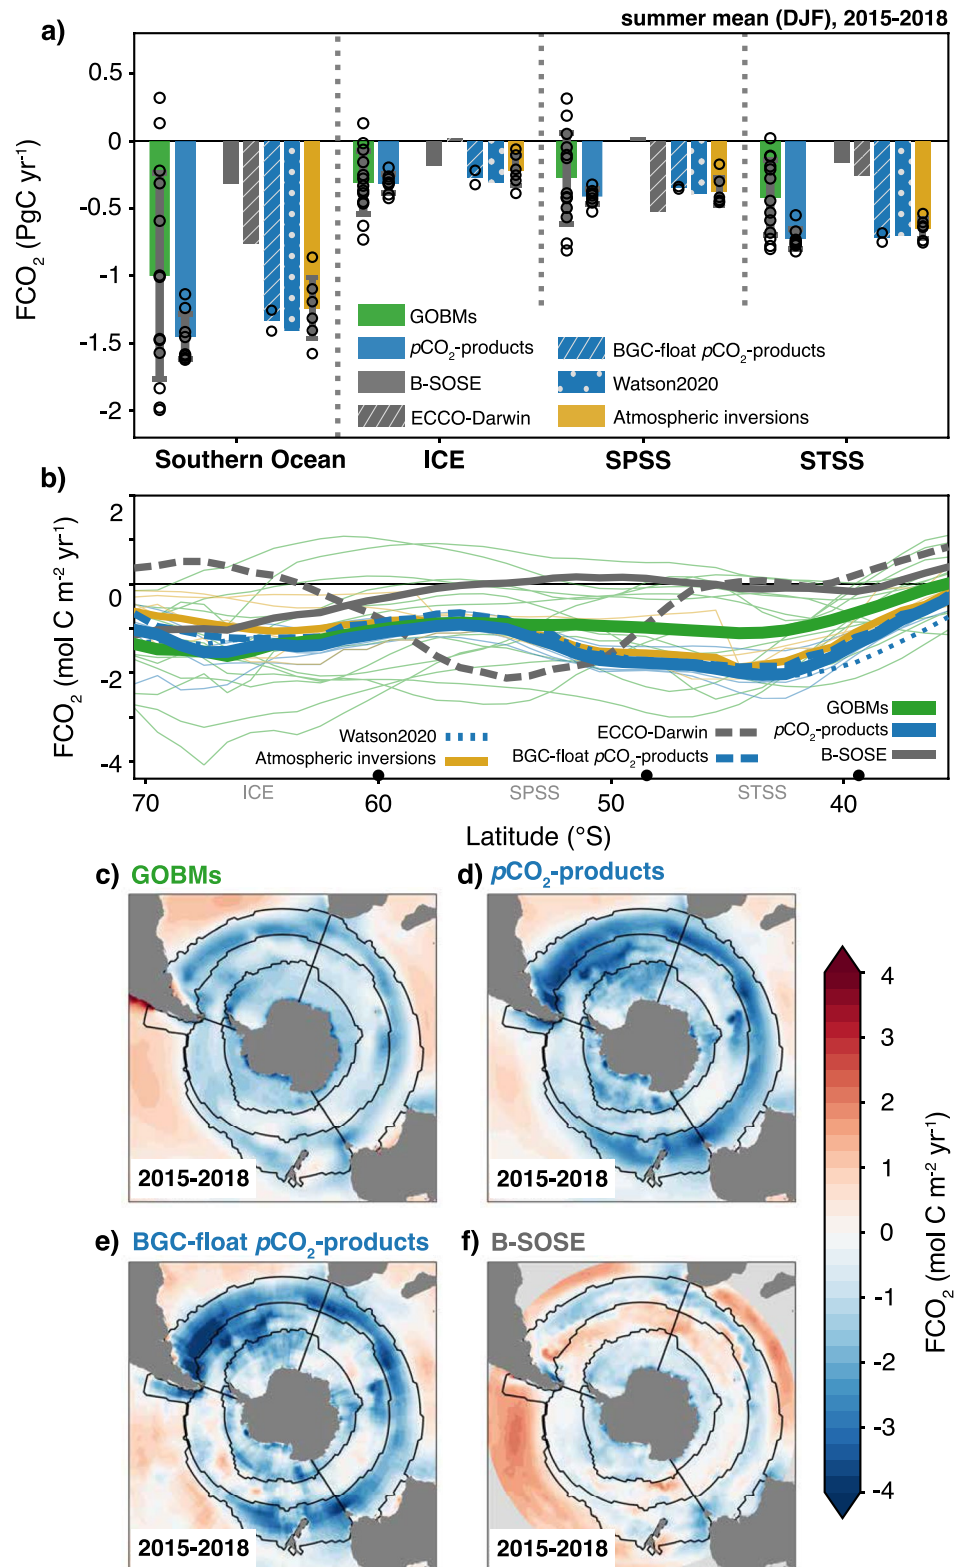 summer mean (DJF), 2015-2018
a)
FCO2 (PgC yr-1)
0.5
0
-0.5
-1
-1.5
-2
GOBMs
pCO2-products
B-SOSE
ECCO-Darwin
BGC-float pCO2-products
Watson2020
Atmospheric inversions
Southern Ocean ICE SPSS STSS
b)
FCO2 (mol C m-2 yr-1)
2
0
-2
-4
Watson2020
Atmospheric inversions
ECCO-Darwin
BGC-float pCO2-products
GOBMs
pCO2-products
B-SOSE
70 60 50 40
ICE SPSS STSS
Latitude (°S)
c) GOBMs
2015-2018
d) pCO2-products
2015-2018
e) BGC-float pCO2-products
2015-2018
f) B-SOSE
2015-2018
4
3
2
1
0
-1
-2
-3
-4
FCO2 (mol C m-2 yr-1)